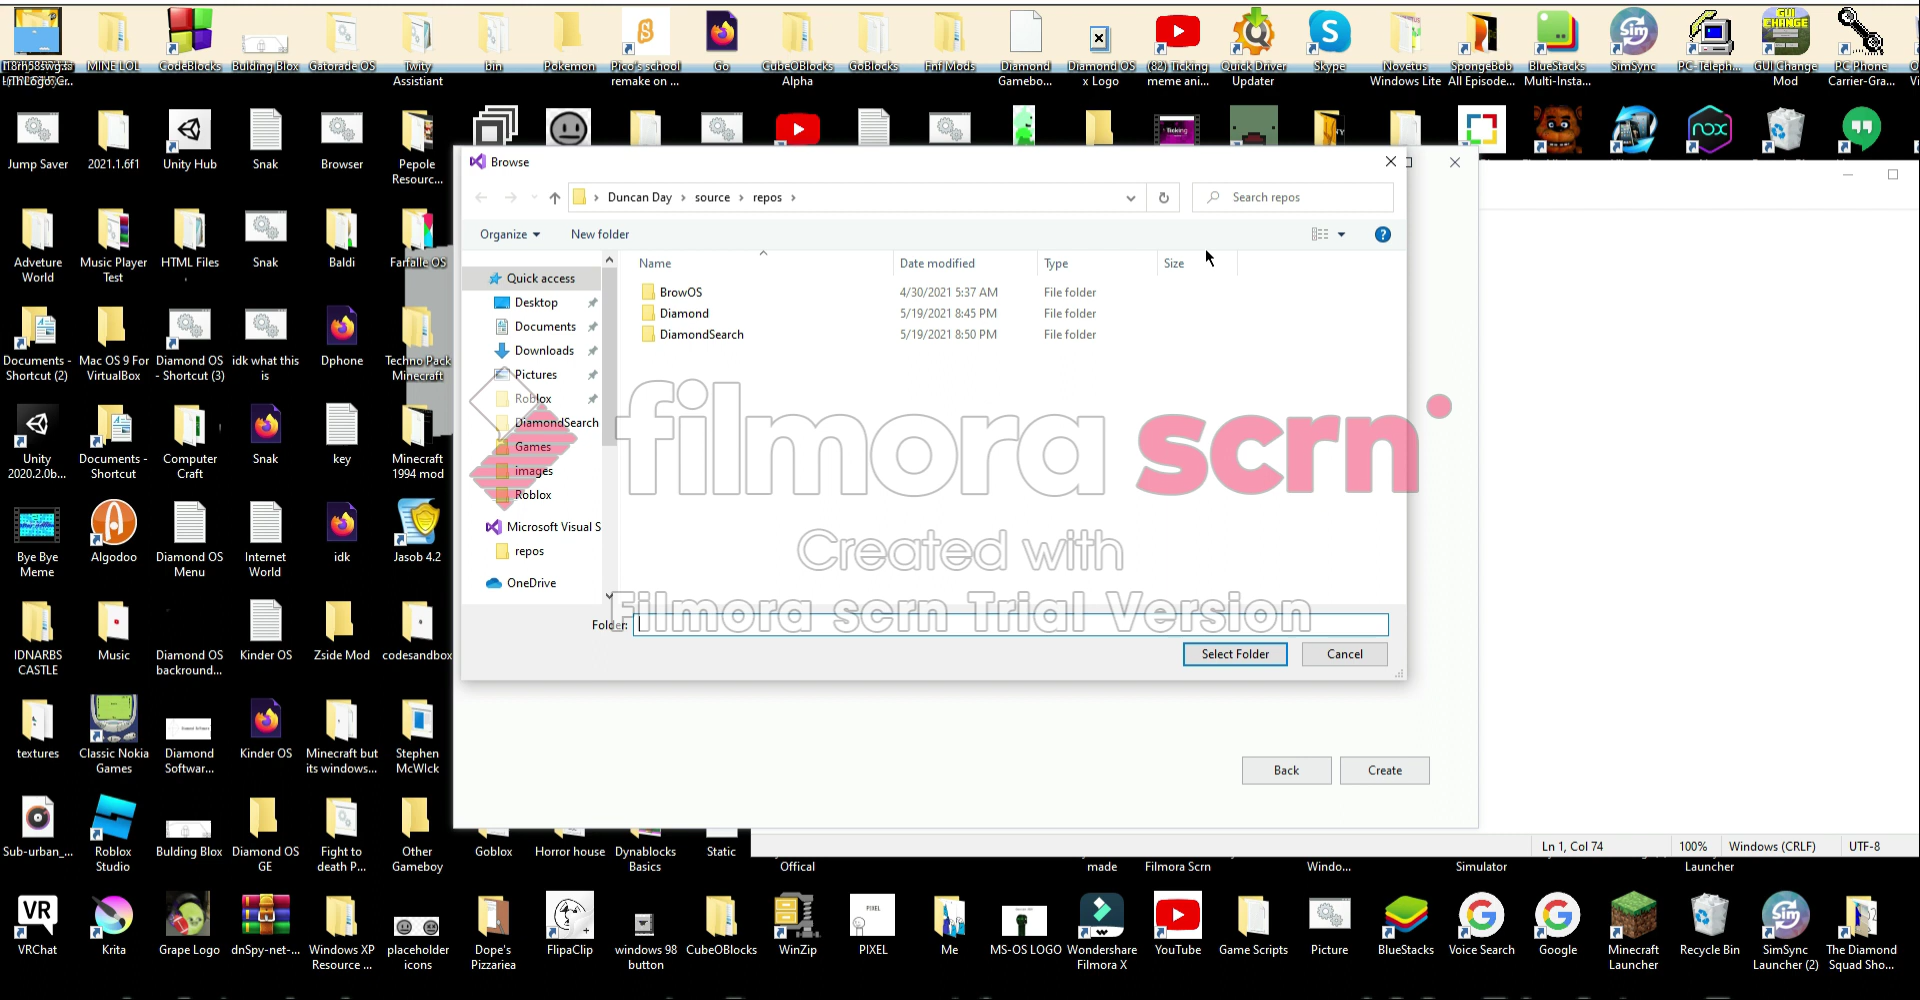 MINE LOL
CodeBlocks
Bulding Blox
Gatorade OS
Twity
Assistant
bin
Pokemon
Pico's school
remake on ...
Go
CubeOBlocks
Alpha
GoBlocks
Fnf Mods
Diamond
Gamebo...
Diamond OS
x Logo
(82) Ticking
meme ani...
Quick Driver
Updater
Skype
Novetus
Windows Lite
SpongeBob
All Episode...
BlueStacks
Multi-Insta...
SimSync
PC-Teleph...
GUI Change
Mod
PC Phone
Carrier-Gra...
Jump Saver
2021.1.6f1
Unity Hub
Snak
Browser
Pepole
Resourc...
Browse
Duncan Day
source
repos
Search repos
Organize
New folder
Name
Date modified
Type
Size
BrowOS
4/30/2021 5:37 AM
File folder
Diamond
5/19/2021 8:45 PM
File folder
DiamondSearch
5/19/2021 8:50 PM
File folder
Quick access
Desktop
Documents
Downloads
Pictures
Roblox
DiamondSearch
Games
images
Roblox
Microsoft Visual S
repos
OneDrive
filmora scrn
Created with
Filmora scrn Trial Version
Folder:
Select Folder
Cancel
Back
Create
Adveture
World
Music Player
Test
HTML Files
Snak
Baldi
Farfalle OS
Documents -
Shortcut (2)
Mac OS 9 For
VirtualBox
Diamond OS
- Shortcut (3)
idk what this
is
Dphone
Techno Pack
Minecraft
Unity
2020.2.0b...
Documents -
Shortcut
Computer
Craft
Snak
key
Minecraft
1994 mod
Bye Bye
Meme
Algodoo
Diamond OS
Menu
Internet
World
idk
Jasob 4.2
IDNARBS
CASTLE
Music
Diamond OS
backround...
Kinder OS
Zside Mod
codesandbox
textures
Classic Nokia
Games
Diamond
Softwar...
Kinder OS
Minecraft but
its windows...
Stephen
McWIck
Sub-urban_...
Roblox
Studio
Bulding Blox
Diamond OS
GE
Fight to
death P...
Other
Gameboy
Goblox
Horror house
Dynablocks
Basics
Static
Offical
made
Filmora Scrn
Windo...
Simulator
Launcher
Ln 1, Col 74
100%
Windows (CRLF)
UTF-8
VRChat
Krita
Grape Logo
dnSpy-net-...
Windows XP
Resource ...
placeholder
icons
Dope's
Pizzariea
FlipaClip
windows 98
button
CubeOBlocks
WinZip
PIXEL
Me
MS-OS LOGO
Wondershare
Filmora X
YouTube
Game Scripts
Picture
BlueStacks
Voice Search
Google
Minecraft
Launcher
Recycle Bin
SimSync
Launcher (2)
The Diamond
Squad Sho...